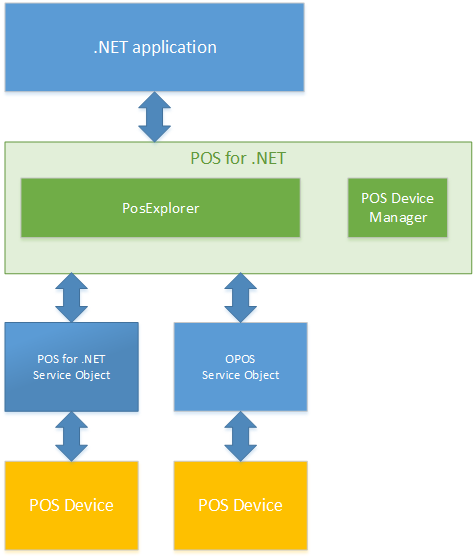 .NET application
POS for .NET
PosExplorer
POS Device
Manager
POS for .NET
Service Object
OPOS
Service Object
POS Device
POS Device